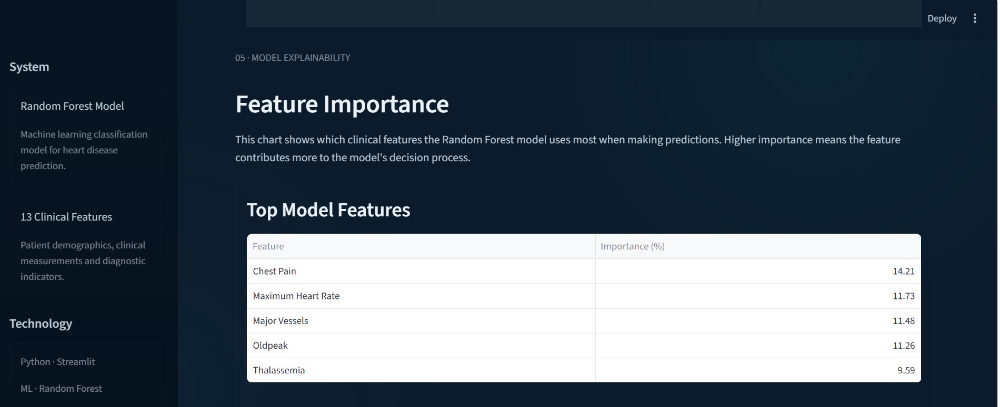 Deploy
System
Random Forest Model
Machine learning classification
model for heart disease
prediction.
13 Clinical Features
Patient demographics, clinical
measurements and diagnostic
indicators.
Technology
Python · Streamlit
ML · Random Forest
05 · MODEL EXPLAINABILITY
Feature Importance
This chart shows which clinical features the Random Forest model uses most when making predictions. Higher importance means the feature
contributes more to the model's decision process.
Top Model Features
Feature Importance (%)
Chest Pain 14.21
Maximum Heart Rate 11.73
Major Vessels 11.48
Oldpeak 11.26
Thalassemia 9.59